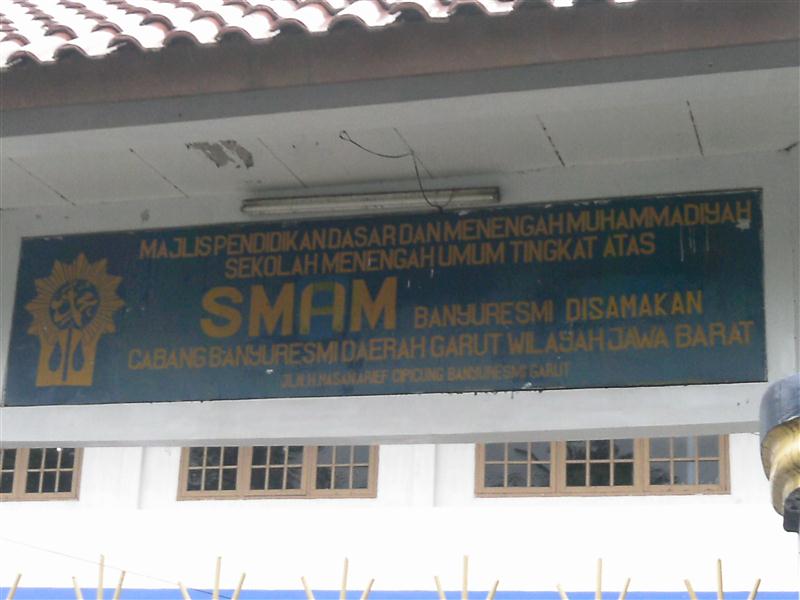 MAJLIS PENDIDIKAN DASAR DAN MENENGAH MUHAMMADIYAH
SEKOLAH MENENGAH UMUM TINGKAT ATAS
SMAM BANYURESMI DISAMAKAN
CABANG BANYURESMI DAERAH GARUT WILAYAH JAWA BARAT
JLN.H.HASAN ARIEF CIPICUNG BANYURESMI GARUT